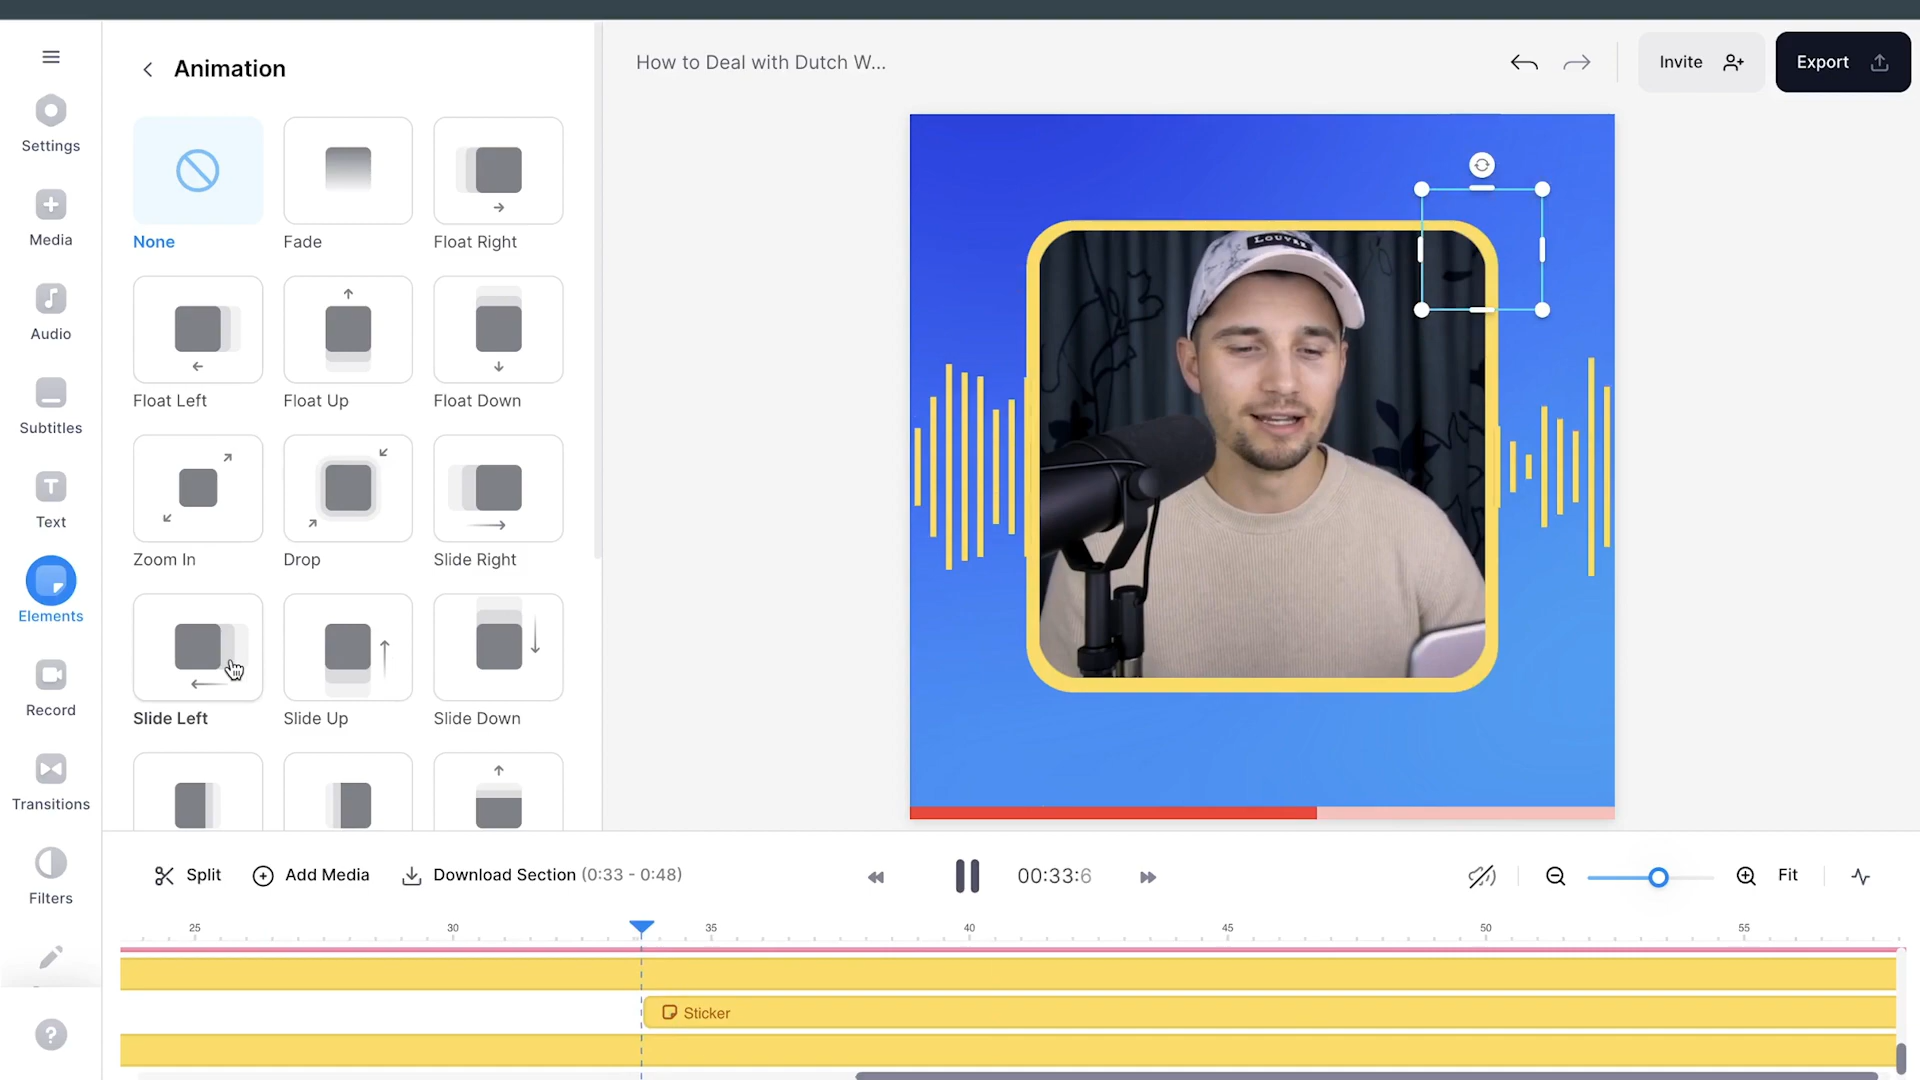 Animation
How to Deal with Dutch W...
Invite
Export
Settings
Media
Audio
Subtitles
Text
Elements
Record
Transitions
Filters
None
Fade
Float Right
Float Left
Float Up
Float Down
Zoom In
Drop
Slide Right
Slide Left
Slide Up
Slide Down
LOUVRE
Split
Add Media
Download Section (0:33 - 0:48)
00:33:6
Fit
25 30 35 40 45 50 55
Sticker
?